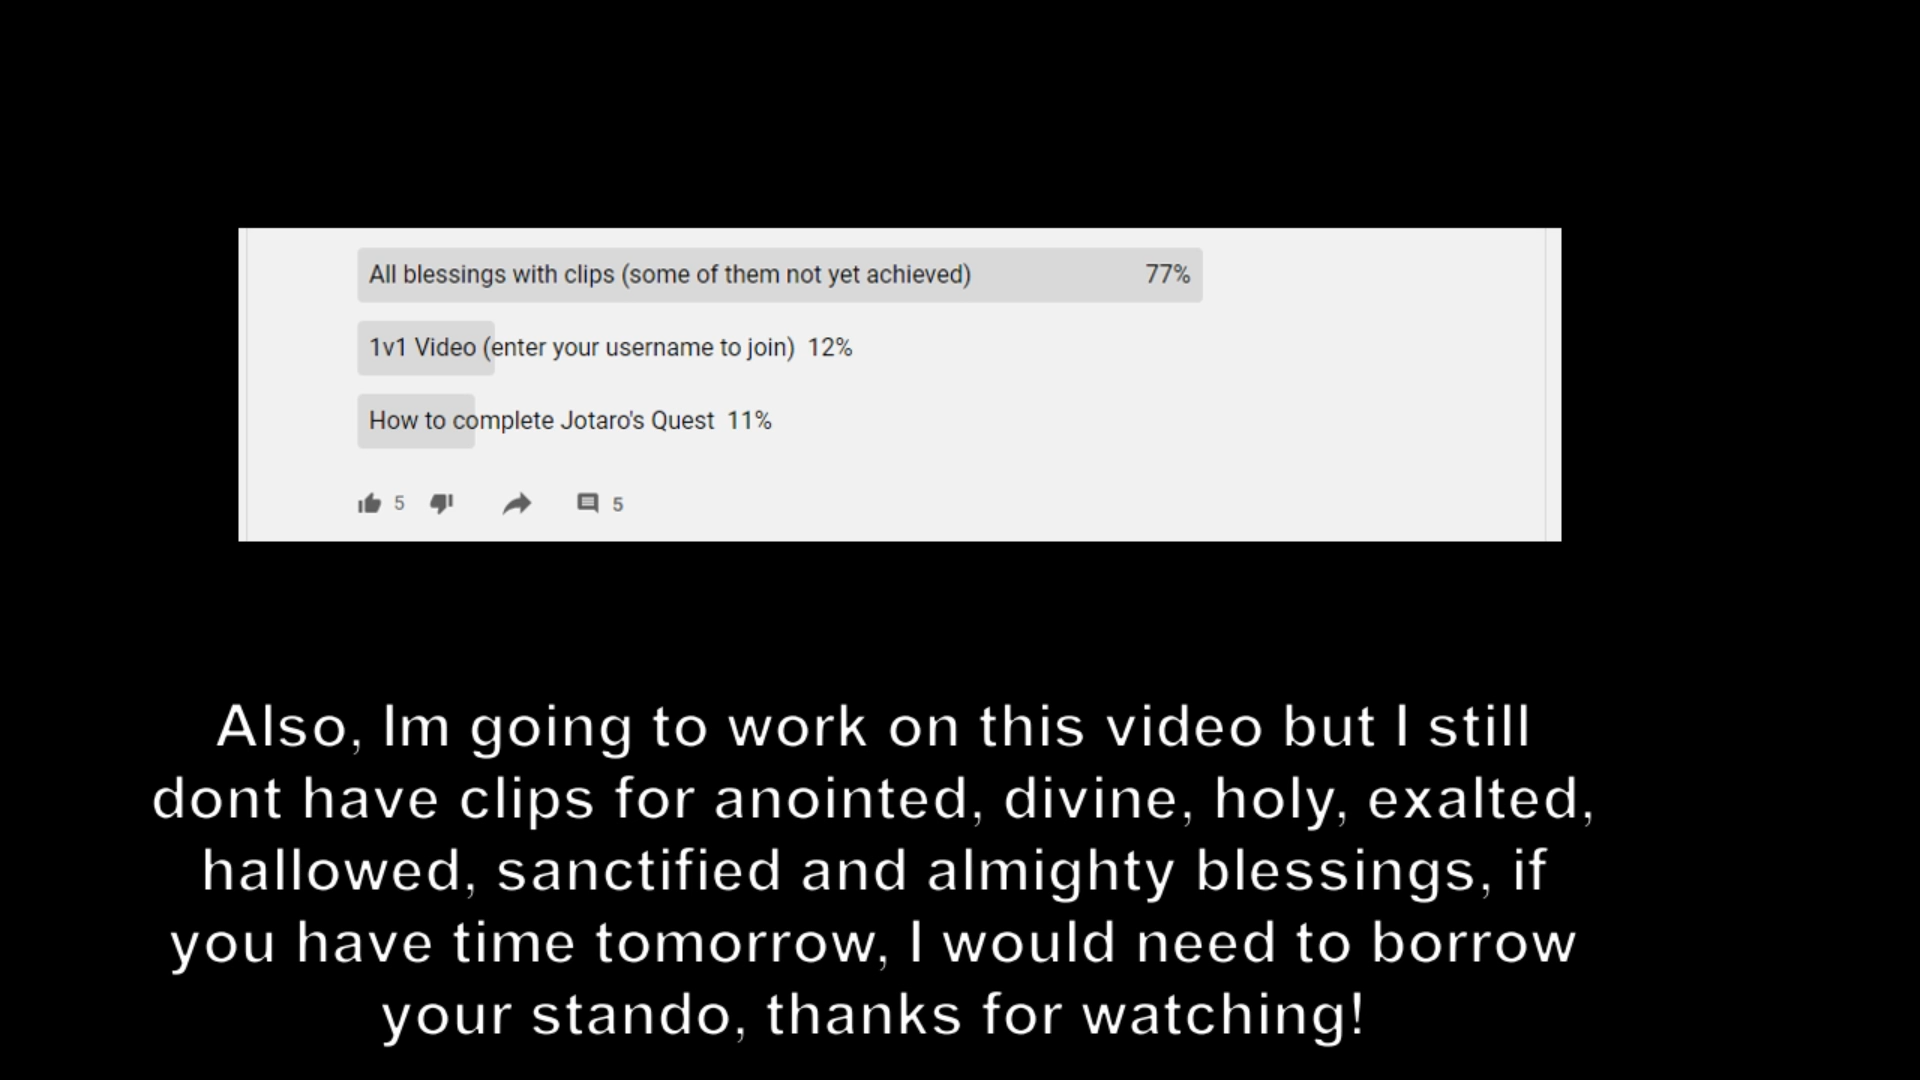 All blessings with clips (some of them not yet achieved) 77%
1v1 Video (enter your username to join) 12%
How to complete Jotaro's Quest 11%
5 5
Also, Im going to work on this video but I still
dont have clips for anointed, divine, holy, exalted,
hallowed, sanctified and almighty blessings, if
you have time tomorrow, I would need to borrow
your stando, thanks for watching!